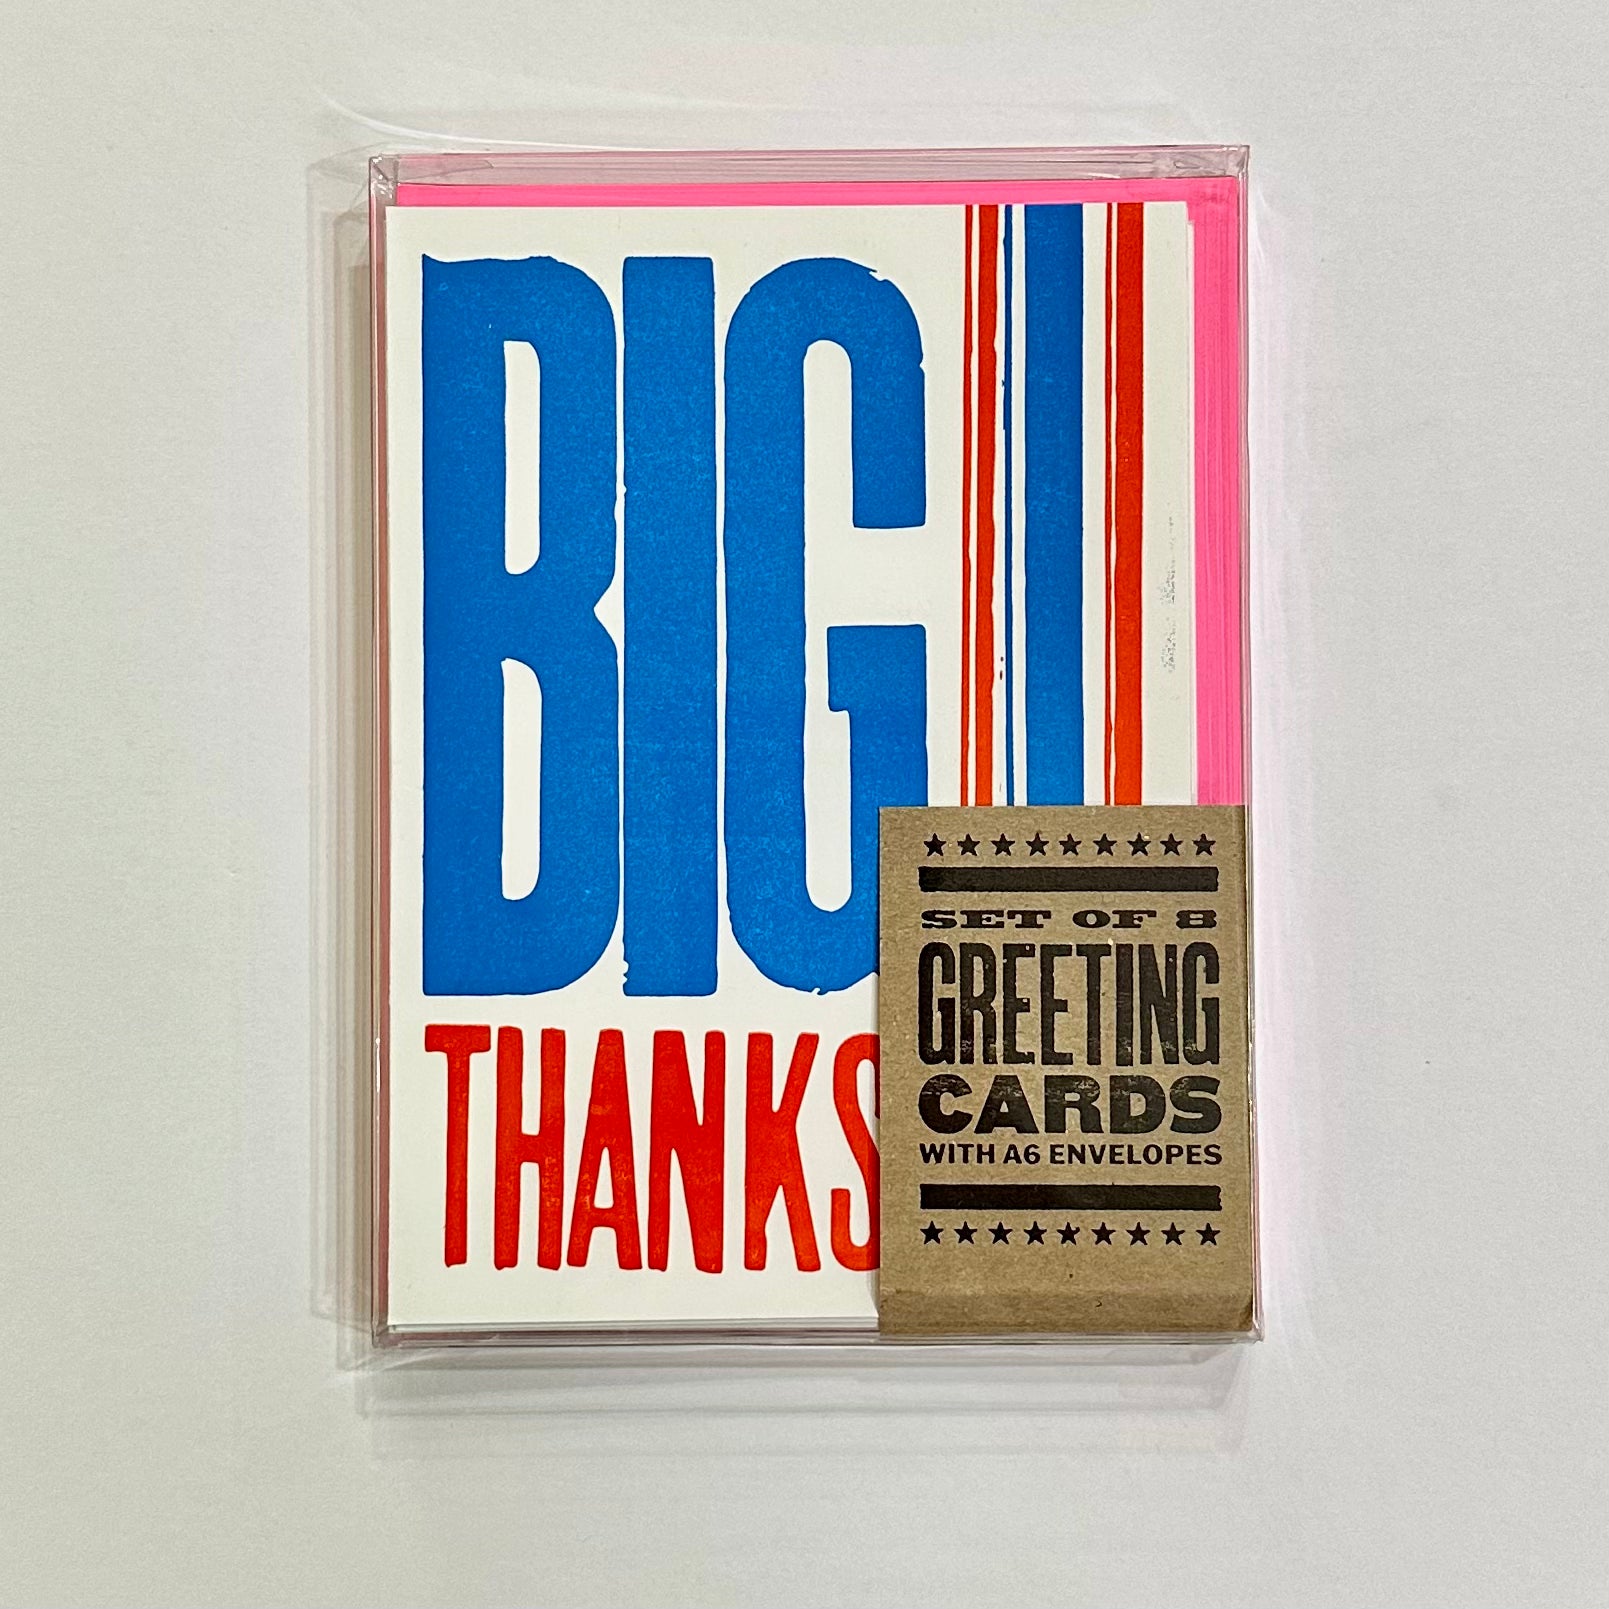 BIG
THANKS
SET OF 8
GREETING
CARDS
WITH A6 ENVELOPES